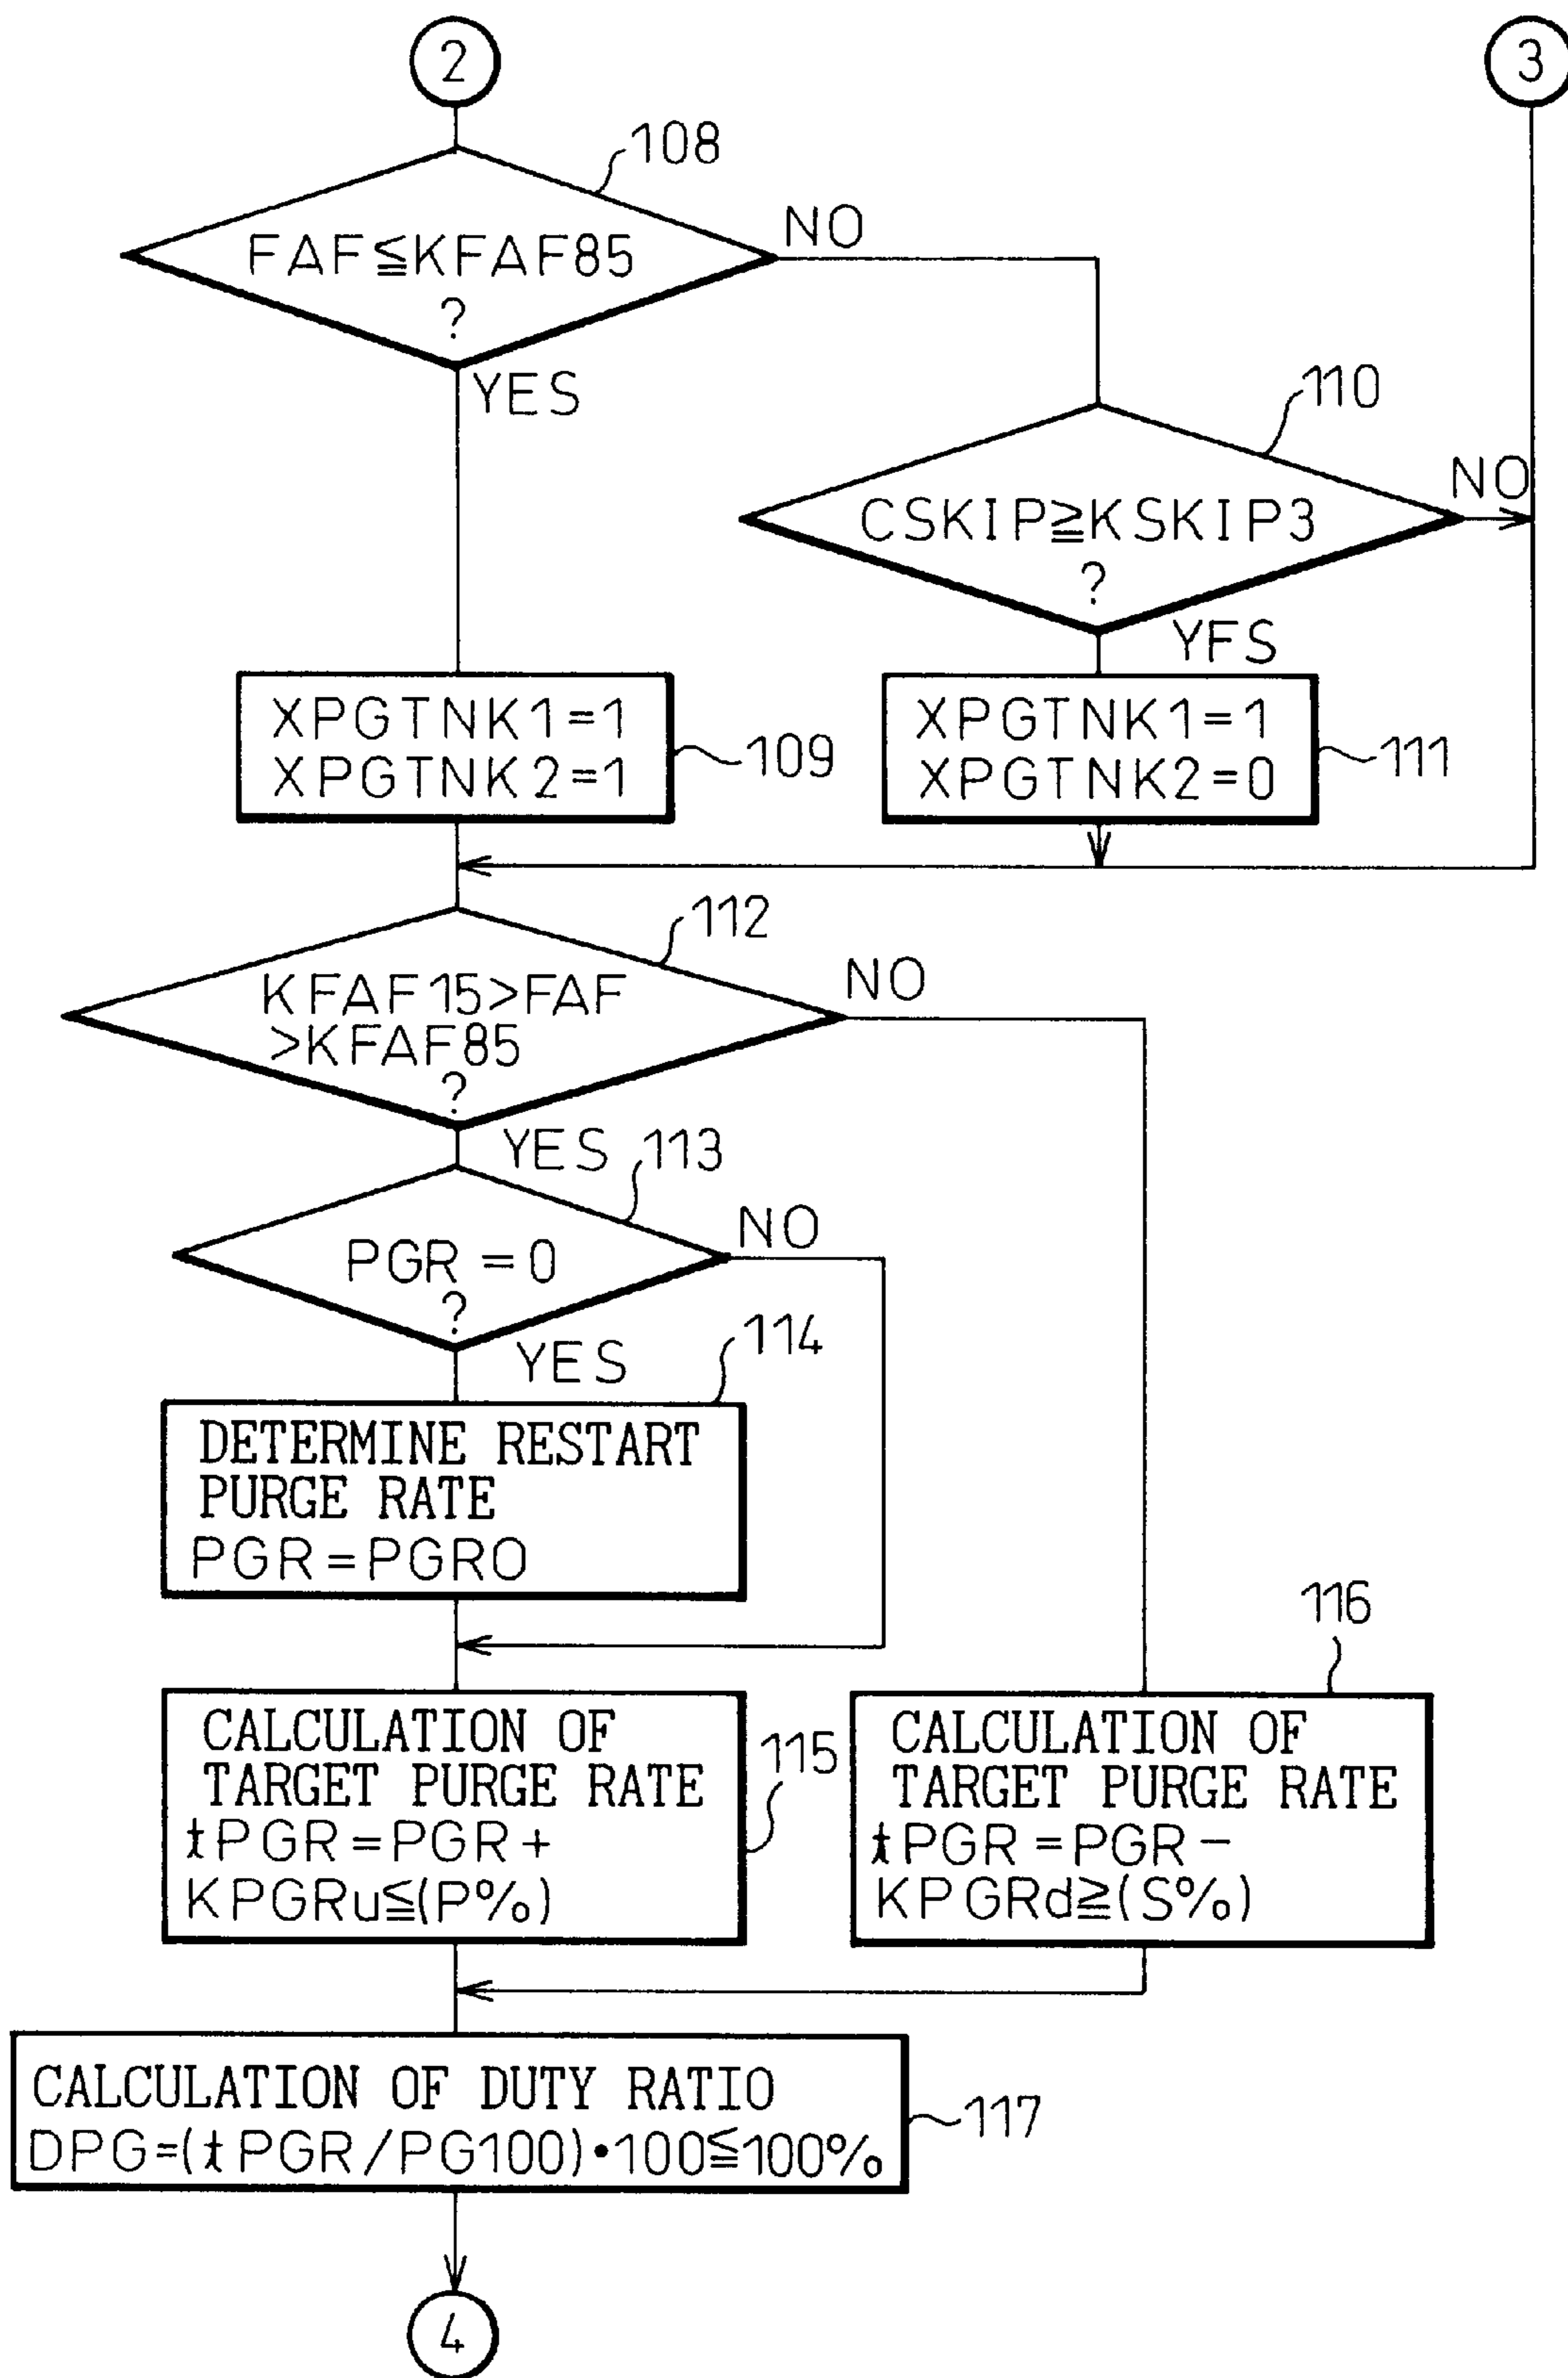 2
3
108
FAF≦KFAF85
?
NO
YES
110
CSKIP≧KSKIP3
?
NO
YFS
XPGTNK1=1
XPGTNK2=1
109
XPGTNK1=1
XPGTNK2=0
111
112
KFAF15>FAF
>KFAF85
?
NO
YES
113
PGR=0
?
NO
YES
114
DETERMINE RESTART
PURGE RATE
PGR=PGRO
116
CALCULATION OF
TARGET PURGE RATE
tPGR=PGR+
KPGRu≦(P%)
115
CALCULATION OF
TARGET PURGE RATE
tPGR=PGR-
KPGRd≧(S%)
CALCULATION OF DUTY RATIO
DPG=(tPGR/PG100)•100≦100%
117
4